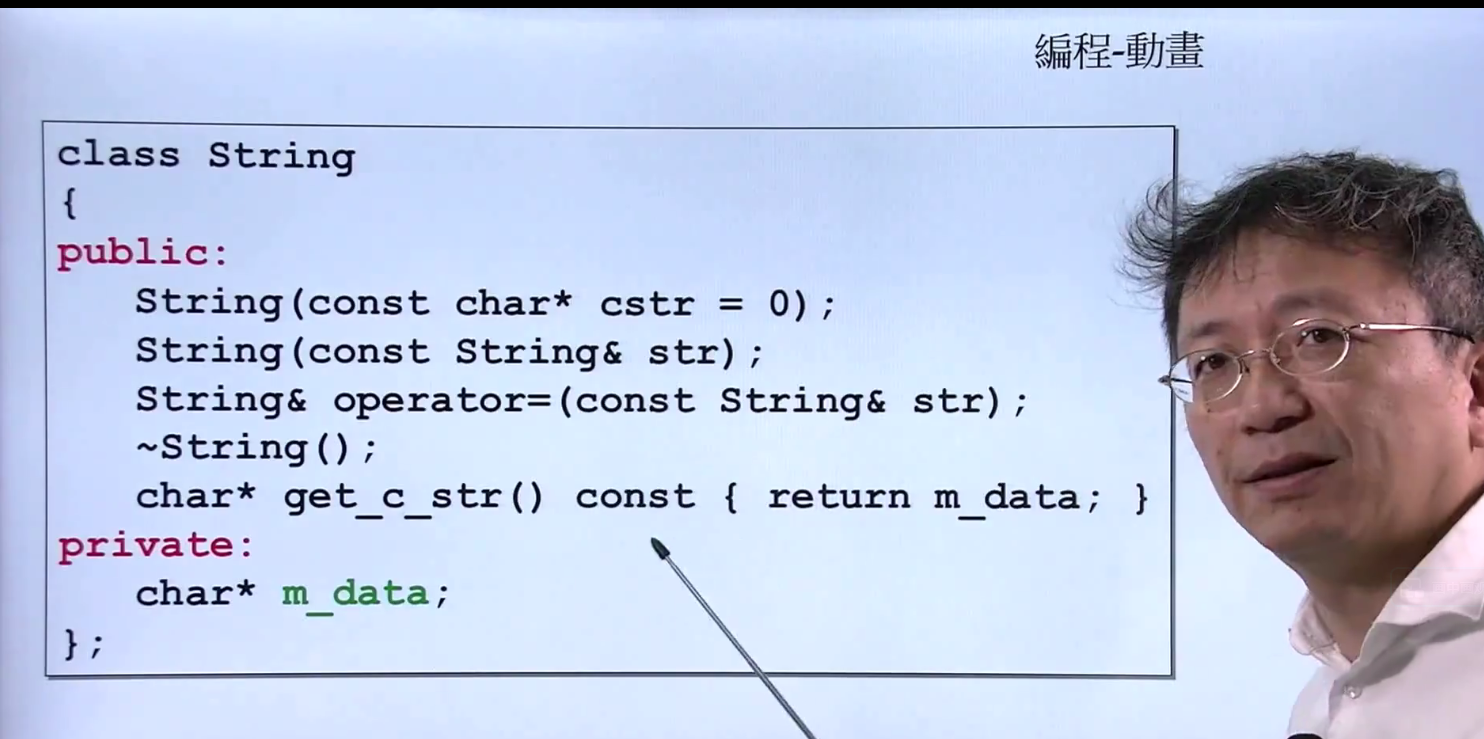 編程-動畫
class String
{
public:
String(const char* cstr = 0);
String(const String& str);
String& operator=(const String& str);
~String();
char* get_c_str() const { return m_data; }
private:
char* m_data;
};